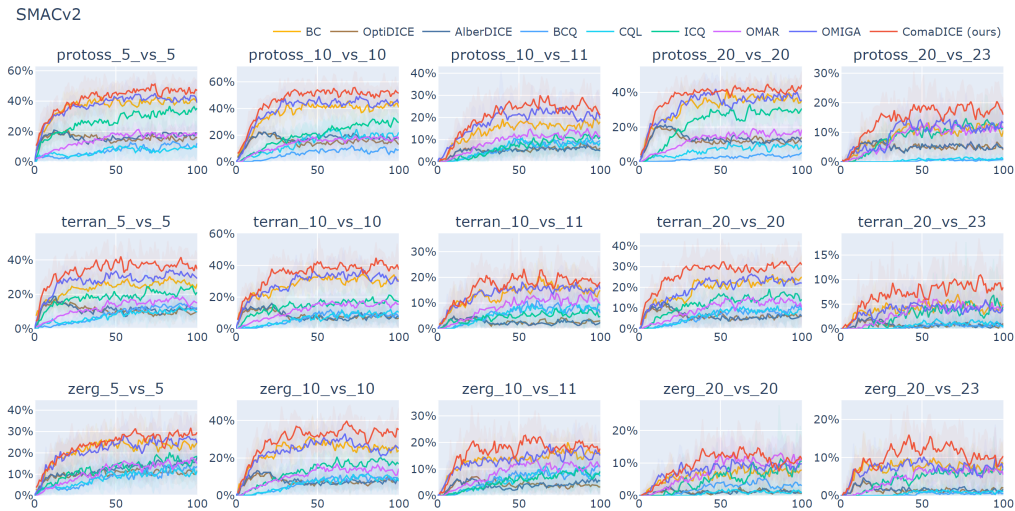 SMACv2
BC OptiDICE AlberDICE BCQ CQL ICQ OMAR OMIGA ComaDICE (ours)
protoss_5_vs_5 protoss_10_vs_10 protoss_10_vs_11 protoss_20_vs_20 protoss_20_vs_23
60% 40% 20% 0% 0 50 100
60% 40% 20% 0% 0 50 100
40% 30% 20% 10% 0% 0 50 100
40% 20% 0% 0 50 100
30% 20% 10% 0% 0 50 100
terran_5_vs_5 terran_10_vs_10 terran_10_vs_11 terran_20_vs_20 terran_20_vs_23
40% 20% 0% 0 50 100
60% 40% 20% 0% 0 50 100
30% 20% 10% 0% 0 50 100
40% 30% 20% 10% 0% 0 50 100
15% 10% 5% 0% 0 50 100
zerg_5_vs_5 zerg_10_vs_10 zerg_10_vs_11 zerg_20_vs_20 zerg_20_vs_23
40% 30% 20% 10% 0% 0 50 100
40% 20% 0% 0 50 100
30% 20% 10% 0% 0 50 100
20% 10% 0% 0 50 100
20% 10% 0% 0 50 100